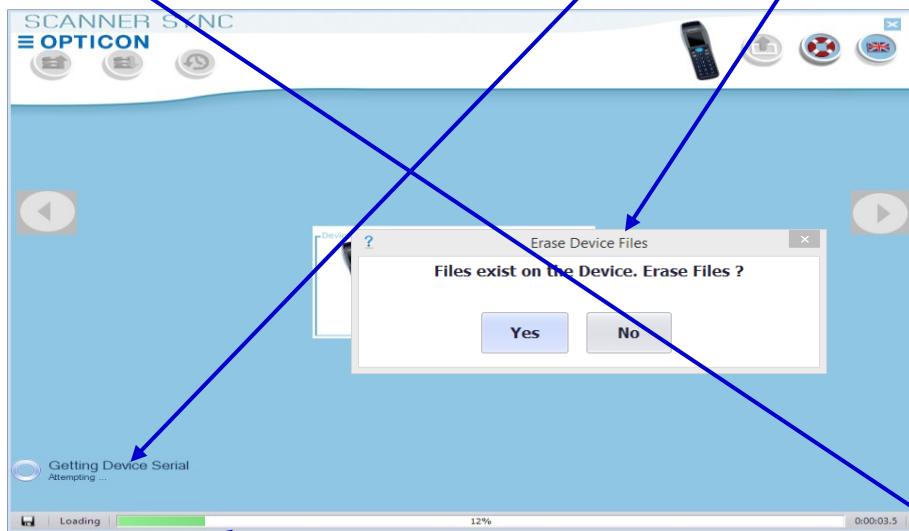 SCANNER SYNC
OPTICON
Device
Erase Device Files
Files exist on the Device. Erase Files ?
Yes
No
Getting Device Serial
Attempting ...
Loading
12%
0:00:03.5